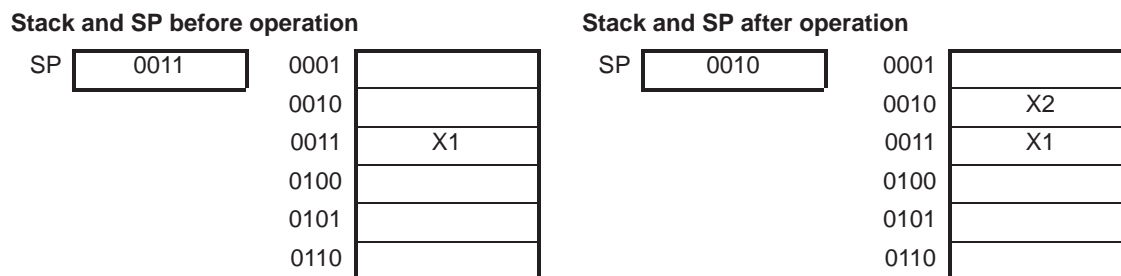 Stack and SP before operation Stack and SP after operation
SP 0011 0001 SP 0010 0001
0010 0010 X2
0011 X1 0011 X1
0100 0100
0101 0101
0110 0110